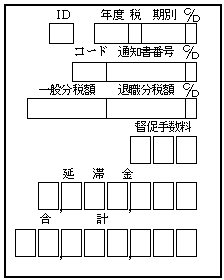 ID 年度 税 期別 C/D
コード 通知書番号 C/D
一般分税額 退職分税額 C/D
督促手数料
延滞金
合計